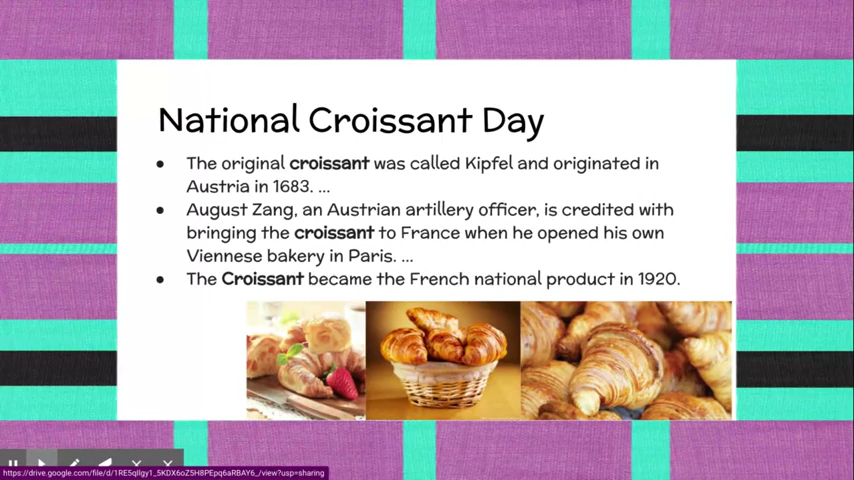 National Croissant Day
● The original croissant was called Kipfel and originated in
Austria in 1683. ...
● August Zang, an Austrian artillery officer, is credited with
bringing the croissant to France when he opened his own
Viennese bakery in Paris. ...
● The Croissant became the French national product in 1920.
https://drive.google.com/file/d/1RE5qlIgy1_5KDX6oZ5H8PEpq6aRBAY6_/view?usp=sharing